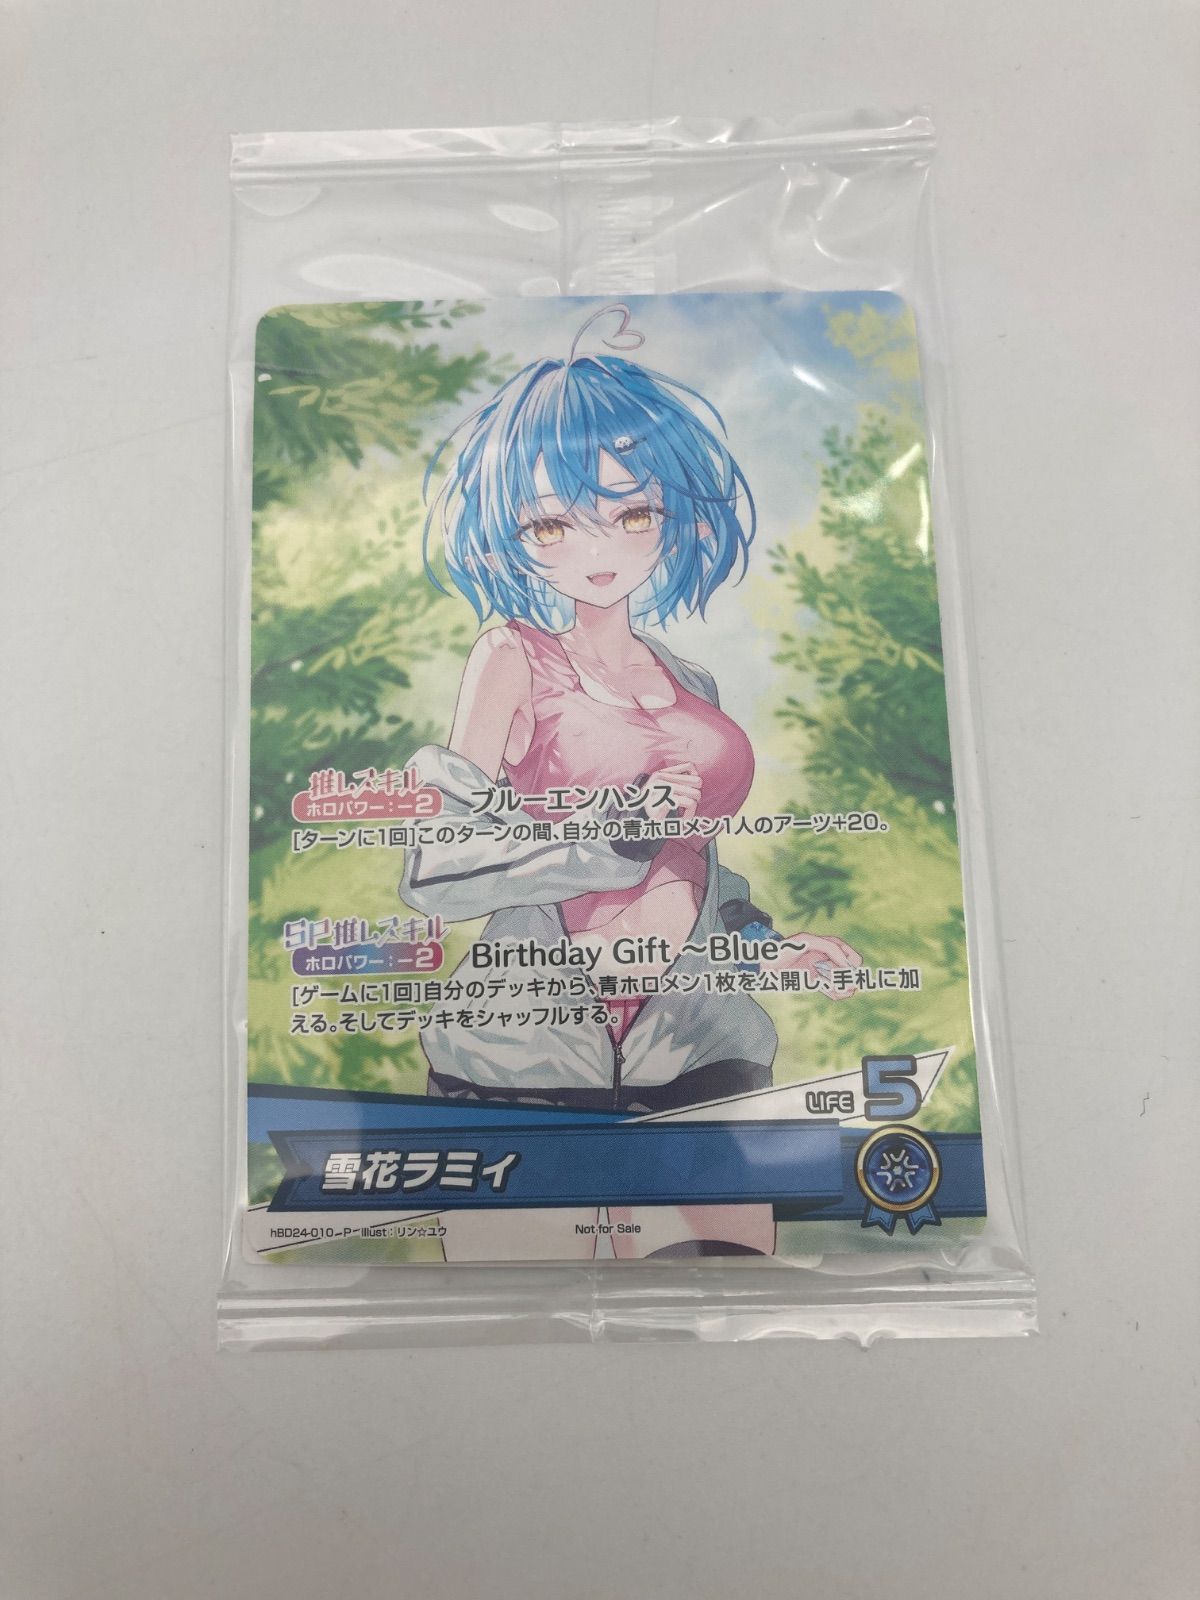 推しスキル
ホロパワー:-2
ブルーエンハンス
[ターンに1回]このターンの間、自分の青ホロメン1人のアーツ+20。
SP推しスキル
ホロパワー:-2
Birthday Gift ～Blue～
[ゲームに1回]自分のデッキから、青ホロメン1枚を公開し、手札に加
える。そしてデッキをシャッフルする。
LIFE 5
雪花ラミィ
hBD24-010 P Illust:リン☆ユウ
Not for Sale